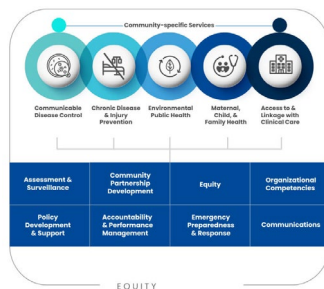 Community-specific Services
Communicable
Disease Control
Chronic Disease
& Injury
Prevention
Environmental
Public Health
Maternal,
Child, &
Family Health
Access to &
Linkage with
Clinical Care
Assessment &
Surveillance
Community
Partnership
Development
Equity
Organizational
Competencies
Policy
Development
& Support
Accountability
& Performance
Management
Emergency
Preparedness
& Response
Communications
EQUITY